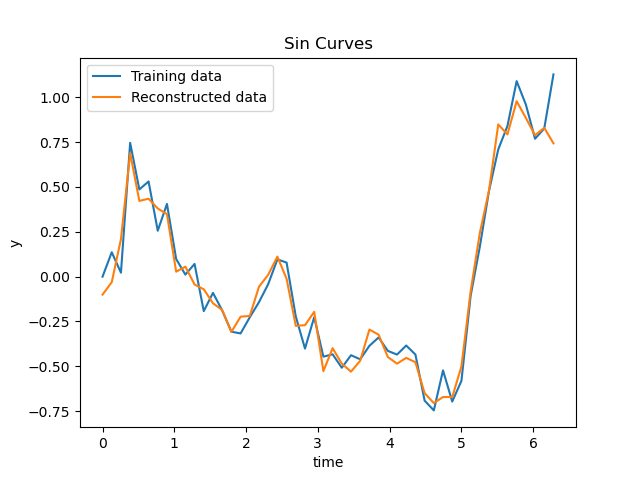 Sin Curves
Training data
Reconstructed data
1.00
0.75
0.50
0.25
0.00
−0.25
−0.50
−0.75
y
0 1 2 3 4 5 6
time